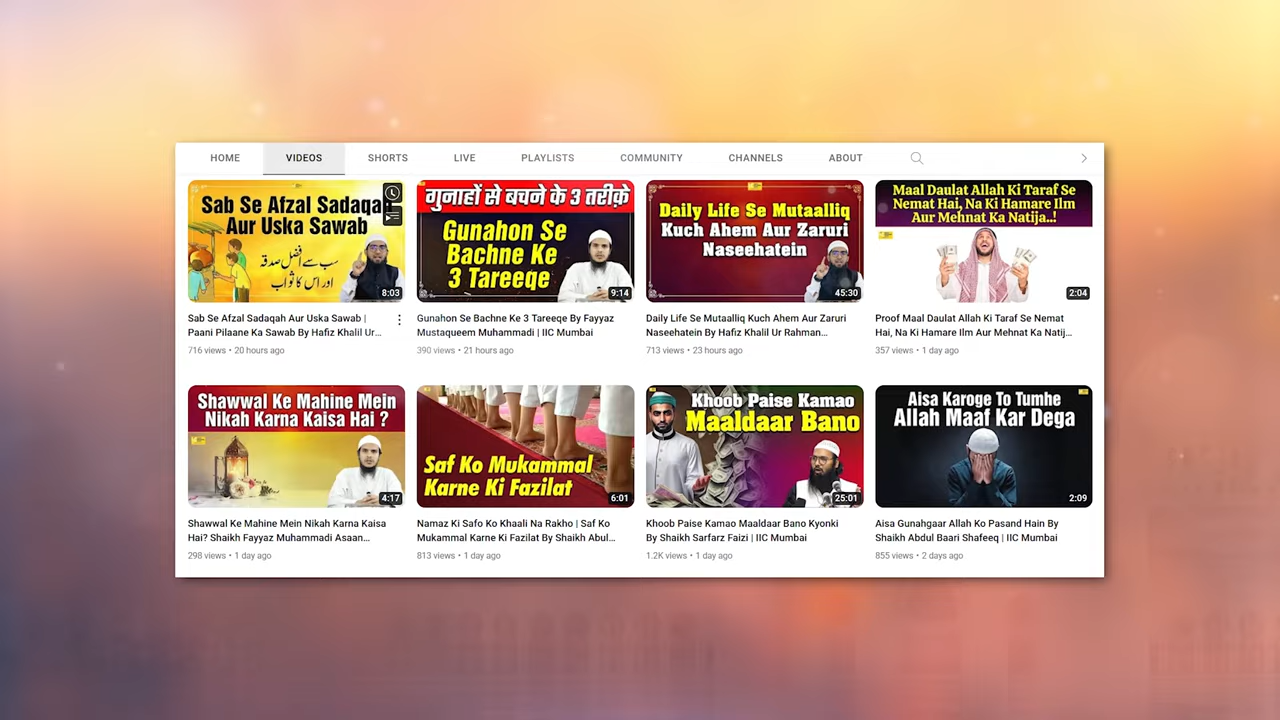 HOME
VIDEOS
SHORTS
LIVE
PLAYLISTS
COMMUNITY
CHANNELS
ABOUT
Sab Se Afzal Sadaqah
Aur Uska Sawab
سب سے افضل صدقہ
اور اس کا ثواب
8:03
Sab Se Afzal Sadaqah Aur Uska Sawab |
Paani Pilaane Ka Sawab By Hafiz Khalil Ur...
716 views • 20 hours ago
गुनाहों से बचने के 3 तरीक़े
Gunahon Se
Bachne Ke
3 Tareeqe
9:14
Gunahon Se Bachne Ke 3 Tareeqe By Fayyaz
Mustaqueem Muhammadi | IIC Mumbai
390 views • 21 hours ago
Daily Life Se Mutaalliq
Kuch Ahem Aur Zaruri
Naseehatein
45:30
Daily Life Se Mutaalliq Kuch Ahem Aur Zaruri
Naseehatein By Hafiz Khalil Ur Rahman...
713 views • 23 hours ago
Maal Daulat Allah Ki Taraf Se
Nemat Hai, Na Ki Hamare Ilm
Aur Mehnat Ka Natija..!
2:04
Proof Maal Daulat Allah Ki Taraf Se Nemat
Hai, Na Ki Hamare Ilm Aur Mehnat Ka Natij...
357 views • 1 day ago
Shawwal Ke Mahine Mein
Nikah Karna Kaisa Hai ?
4:17
Shawwal Ke Mahine Mein Nikah Karna Kaisa
Hai? Shaikh Fayyaz Muhammadi Asaan...
298 views • 1 day ago
Saf Ko Mukammal
Karne Ki Fazilat
6:01
Namaz Ki Safo Ko Khaali Na Rakho | Saf Ko
Mukammal Karne Ki Fazilat By Shaikh Abul...
813 views • 1 day ago
Khoob Paise Kamao
Maaldaar Bano
25:01
Khoob Paise Kamao Maaldaar Bano Kyonki
By Shaikh Sarfarz Faizi | IIC Mumbai
1.2K views • 1 day ago
Aisa Karoge To Tumhe
Allah Maaf Kar Dega
2:09
Aisa Gunahgaar Allah Ko Pasand Hain By
Shaikh Abdul Baari Shafeeq | IIC Mumbai
855 views • 2 days ago